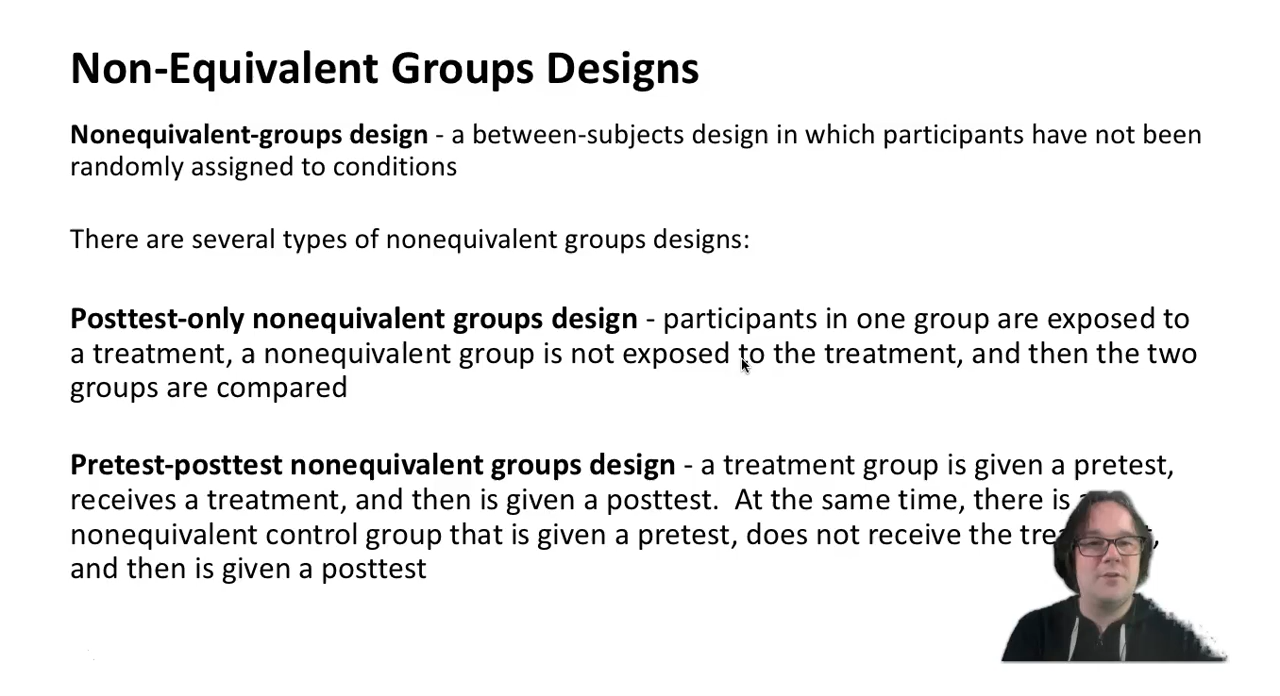 Non-Equivalent Groups Designs
Nonequivalent-groups design - a between-subjects design in which participants have not been
randomly assigned to conditions
There are several types of nonequivalent groups designs:
Posttest-only nonequivalent groups design - participants in one group are exposed to
a treatment, a nonequivalent group is not exposed to the treatment, and then the two
groups are compared
Pretest-posttest nonequivalent groups design - a treatment group is given a pretest,
receives a treatment, and then is given a posttest.  At the same time, there is
nonequivalent control group that is given a pretest, does not receive the
and then is given a posttest